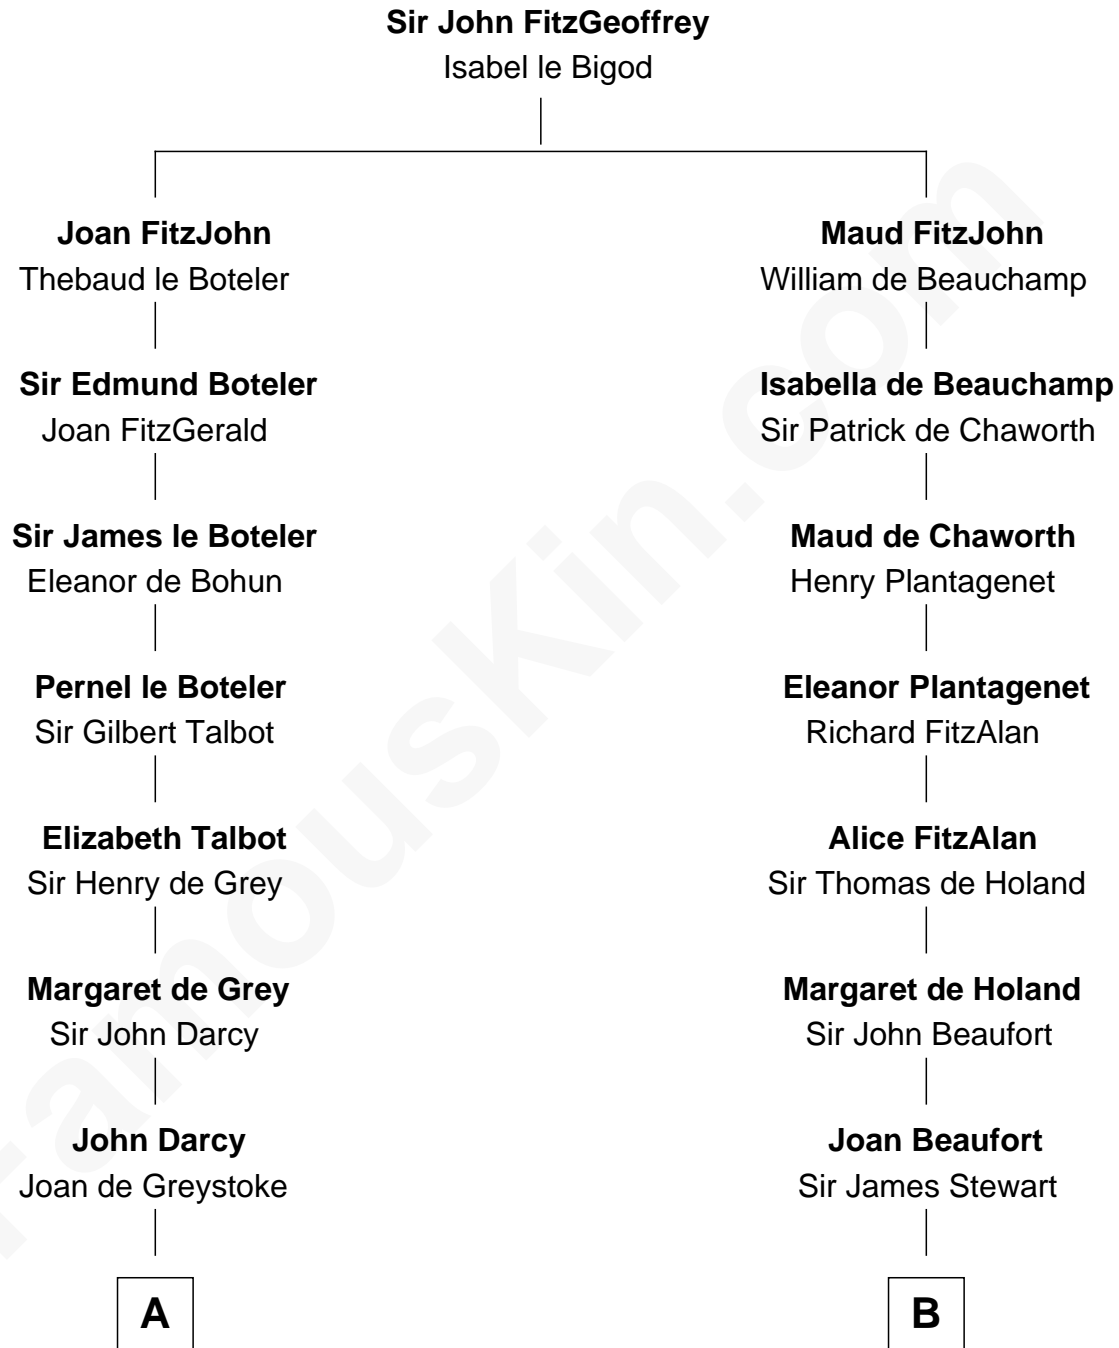 Sir John FitzGeoffrey
Isabel le Bigod
Joan FitzJohn
Thebaud le Boteler
Sir Edmund Boteler
Joan FitzGerald
Sir James le Boteler
Eleanor de Bohun
Pernel le Boteler
Sir Gilbert Talbot
Elizabeth Talbot
Sir Henry de Grey
Margaret de Grey
Sir John Darcy
John Darcy
Joan de Greystoke
A
Maud FitzJohn
William de Beauchamp
Isabella de Beauchamp
Sir Patrick de Chaworth
Maud de Chaworth
Henry Plantagenet
Eleanor Plantagenet
Richard FitzAlan
Alice FitzAlan
Sir Thomas de Holand
Margaret de Holand
Sir John Beaufort
Joan Beaufort
Sir James Stewart
B
FamousKin.com